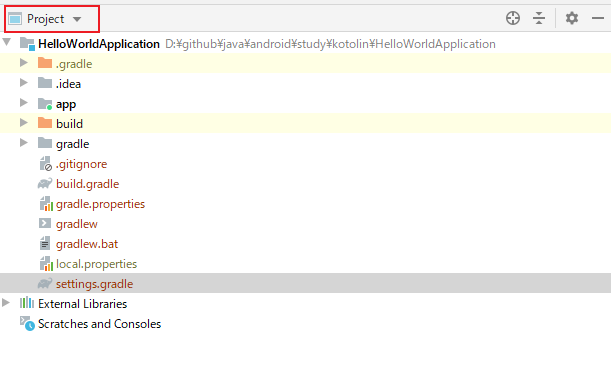 Project
HelloWorldApplication D:¥github¥java¥android¥study¥kotolin¥HelloWorldApplication
.gradle
.idea
app
build
gradle
.gitignore
build.gradle
gradle.properties
gradlew
gradlew.bat
local.properties
settings.gradle
External Libraries
Scratches and Consoles